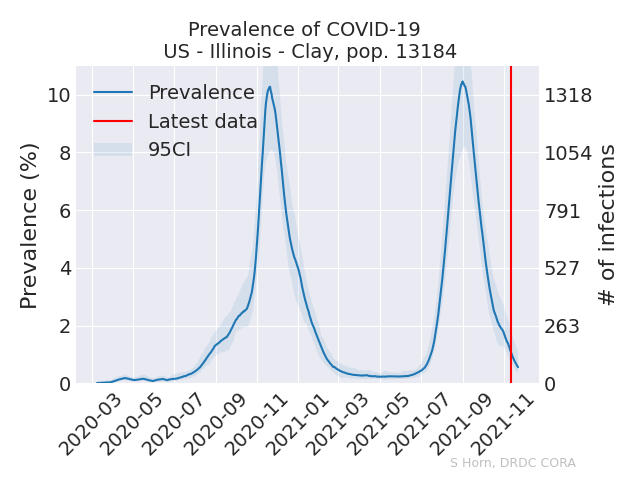 Prevalence of COVID-19
US - Illinois - Clay, pop. 13184
Prevalence (%)
10
8
6
4
2
0
Prevalence
Latest data
95CI
1318
1054
791
527
263
0
# of infections
2020-03
2020-05
2020-07
2020-09
2020-11
2021-01
2021-03
2021-05
2021-07
2021-09
2021-11
S Horn, DRDC CORA